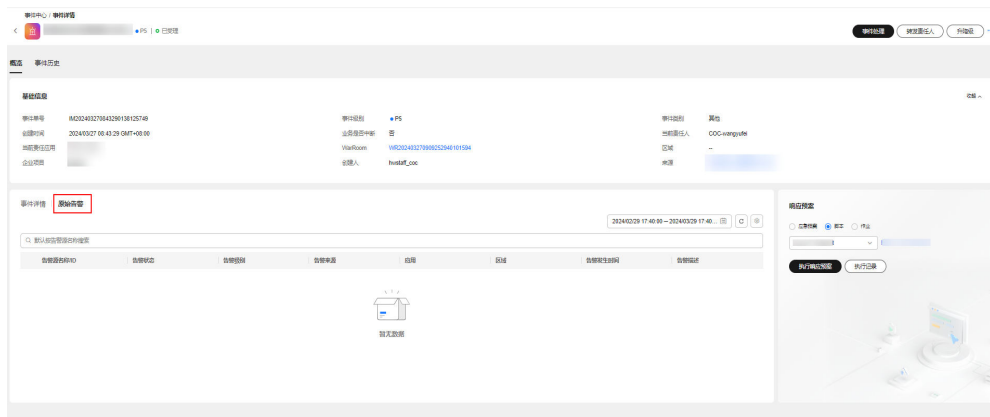 事件中心 / 事件详情
P5 | 已受理
事件处理 转发责任人 升降级
概览 事件历史
基础信息 收缩
事件单号 IM202403270843290138125749 事件级别 P5 事件类别 其他
创建时间 2024/03/27 08:43:29 GMT+08:00 业务是否中断 否 当前责任人 COC-wangyufei
当前责任应用 WarRoom WR20240327090825294​6101594 区域 --
企业项目 创建人 hwstaff_coc 来源
事件详情 原始告警 响应预案
2024/02/29 17:40:00 – 2024/03/29 17:40...
应急预案 脚本 作业
默认按告警源名称搜索
告警源名称/ID 告警状态 告警级别 告警来源 应用 区域 告警发生时间 告警描述
执行响应预案 执行记录
暂无数据